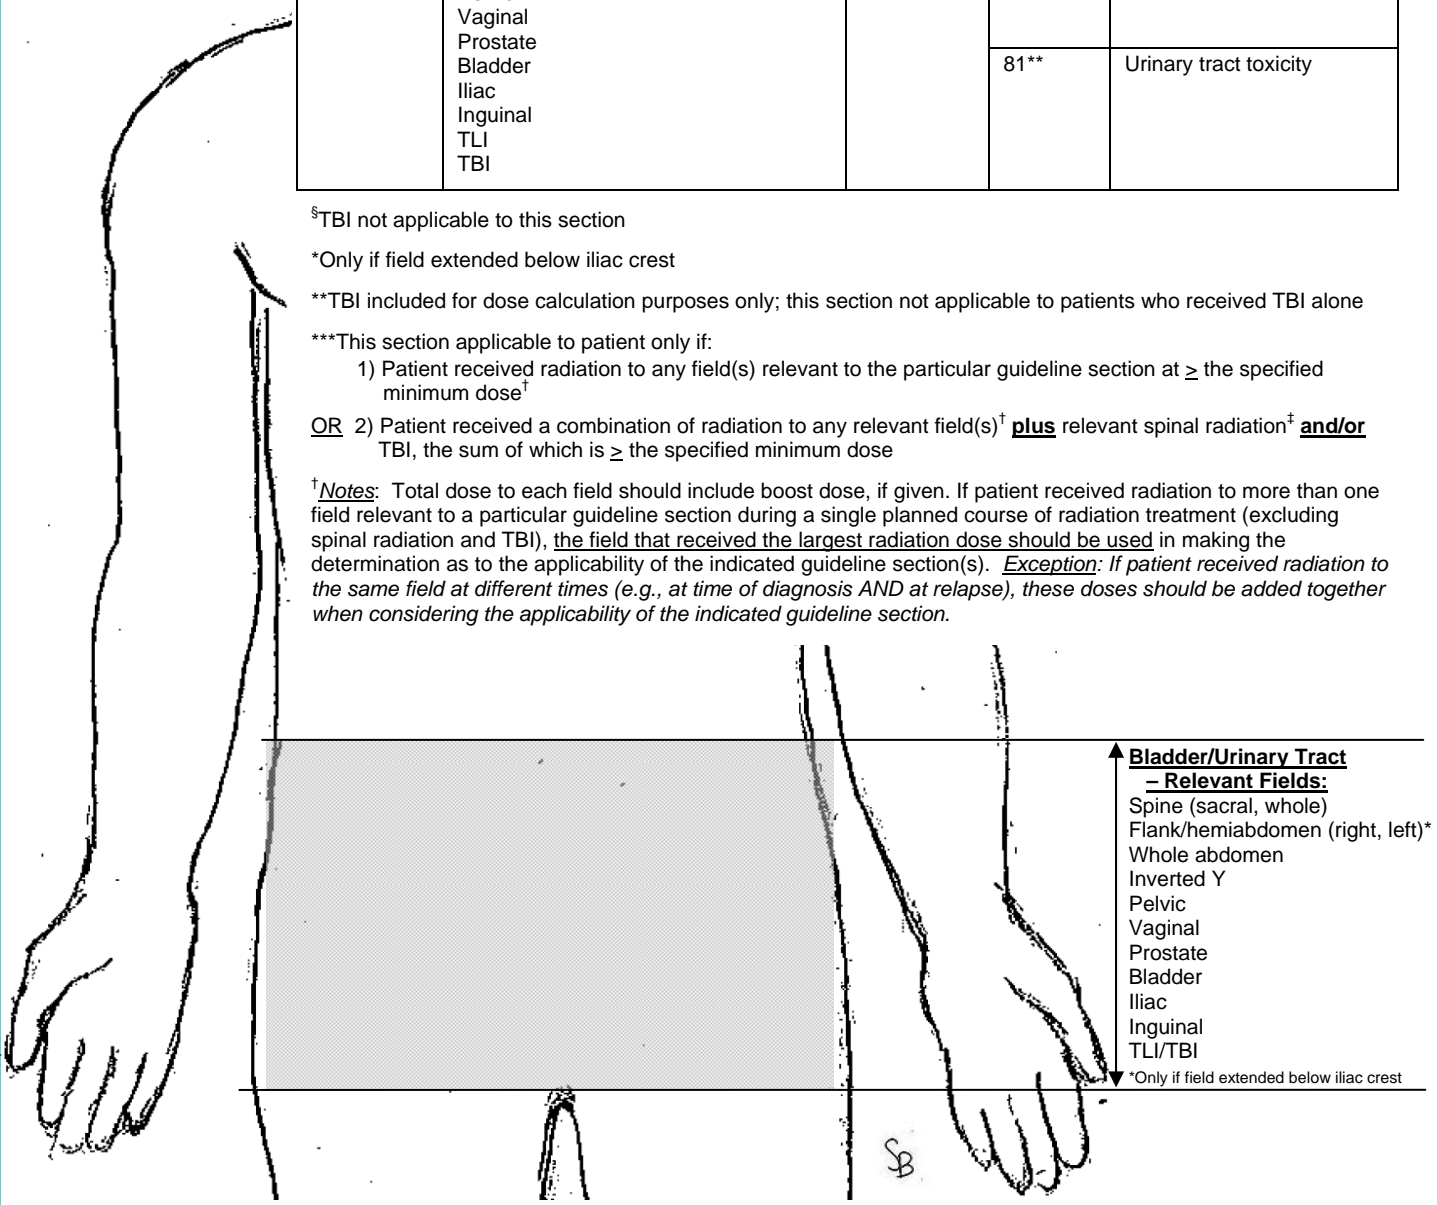 Vaginal
Prostate
Bladder
Iliac
Inguinal
TLI
TBI
81**
Urinary tract toxicity
§TBI not applicable to this section
*Only if field extended below iliac crest
**TBI included for dose calculation purposes only; this section not applicable to patients who received TBI alone
***This section applicable to patient only if:
1) Patient received radiation to any field(s) relevant to the particular guideline section at > the specified
minimum dose†
OR 2) Patient received a combination of radiation to any relevant field(s)† plus relevant spinal radiation‡ and/or
TBI, the sum of which is > the specified minimum dose
†Notes: Total dose to each field should include boost dose, if given. If patient received radiation to more than one
field relevant to a particular guideline section during a single planned course of radiation treatment (excluding
spinal radiation and TBI), the field that received the largest radiation dose should be used in making the
determination as to the applicability of the indicated guideline section(s). Exception: If patient received radiation to
the same field at different times (e.g., at time of diagnosis AND at relapse), these doses should be added together
when considering the applicability of the indicated guideline section.
Bladder/Urinary Tract
– Relevant Fields:
Spine (sacral, whole)
Flank/hemiabdomen (right, left)*
Whole abdomen
Inverted Y
Pelvic
Vaginal
Prostate
Bladder
Iliac
Inguinal
TLI/TBI
*Only if field extended below iliac crest
SB